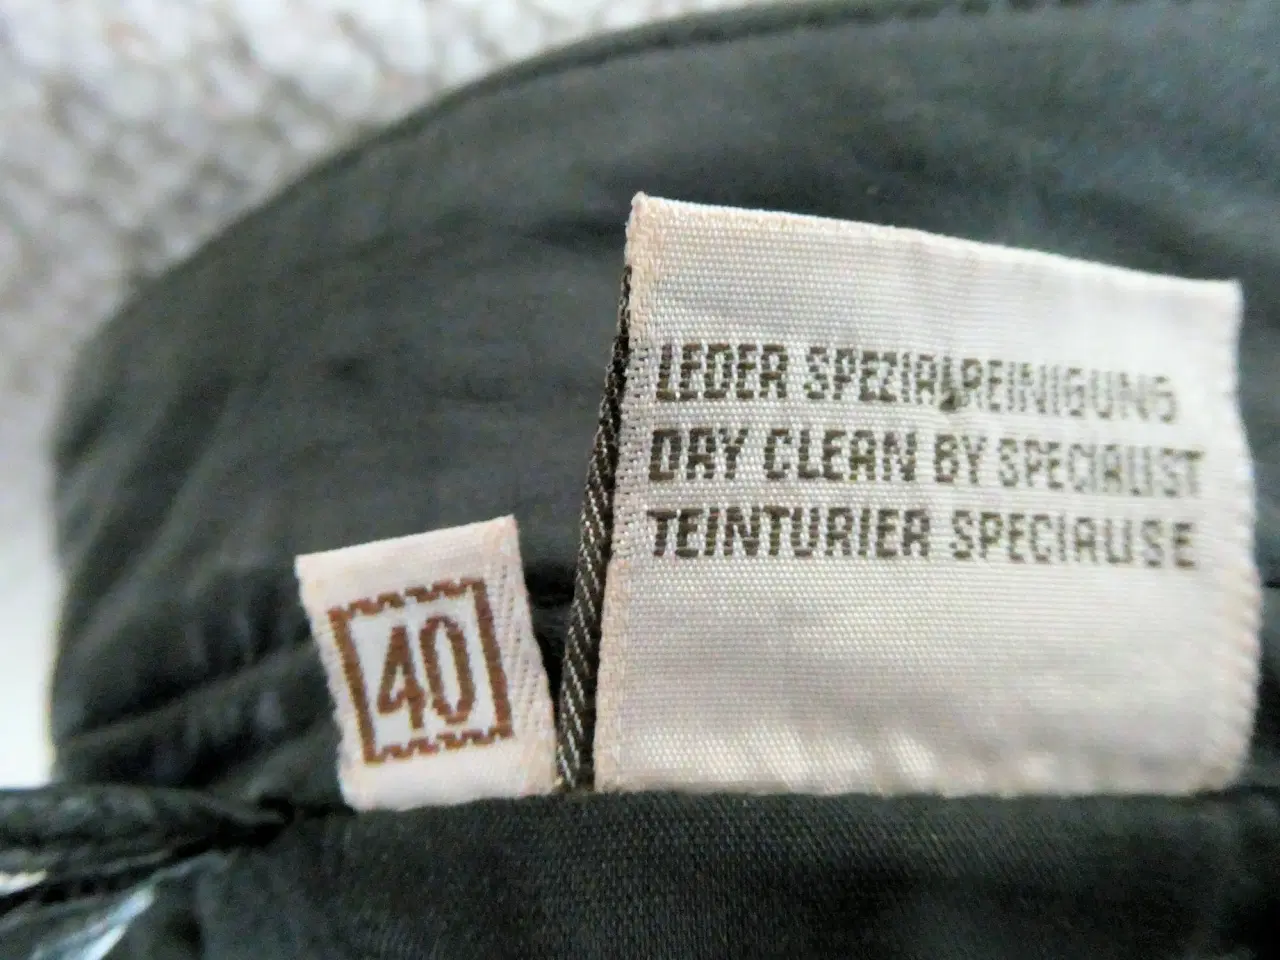 LEDER SPEZIALREINIGUNG
DRY CLEAN BY SPECIALIST
TEINTURIER SPECIALISE
40